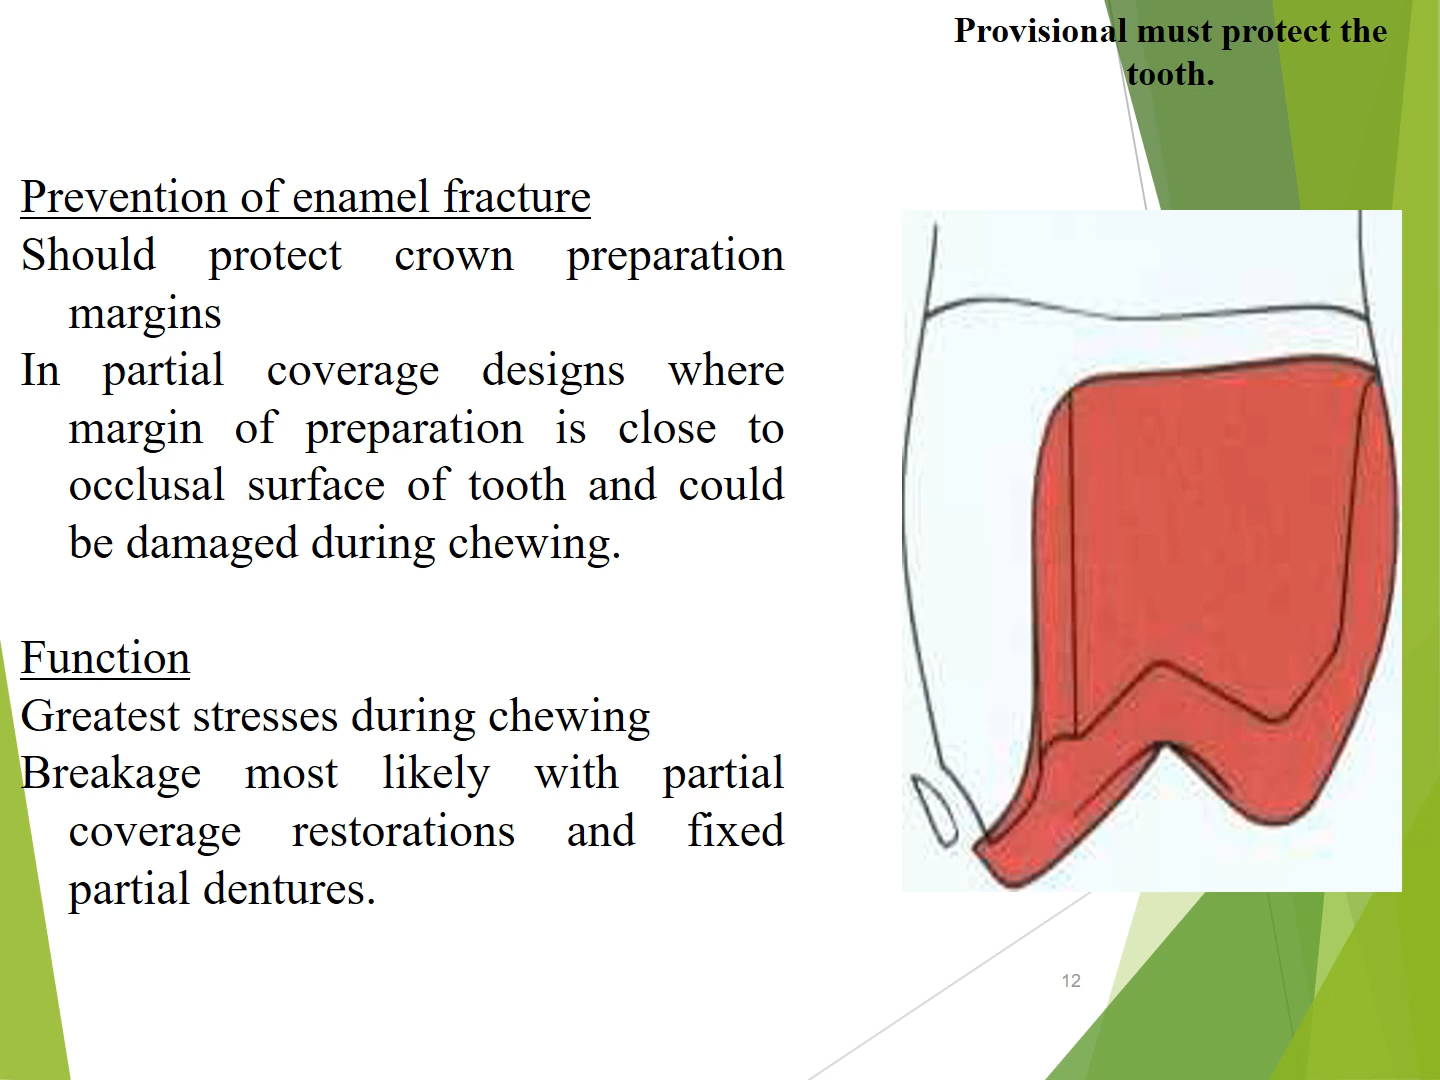 Provisional must protect the
tooth.
Prevention of enamel fracture
Should protect crown preparation
margins
In partial coverage designs where
margin of preparation is close to
occlusal surface of tooth and could
be damaged during chewing.
Function
Greatest stresses during chewing
Breakage most likely with partial
coverage restorations and fixed
partial dentures.
12